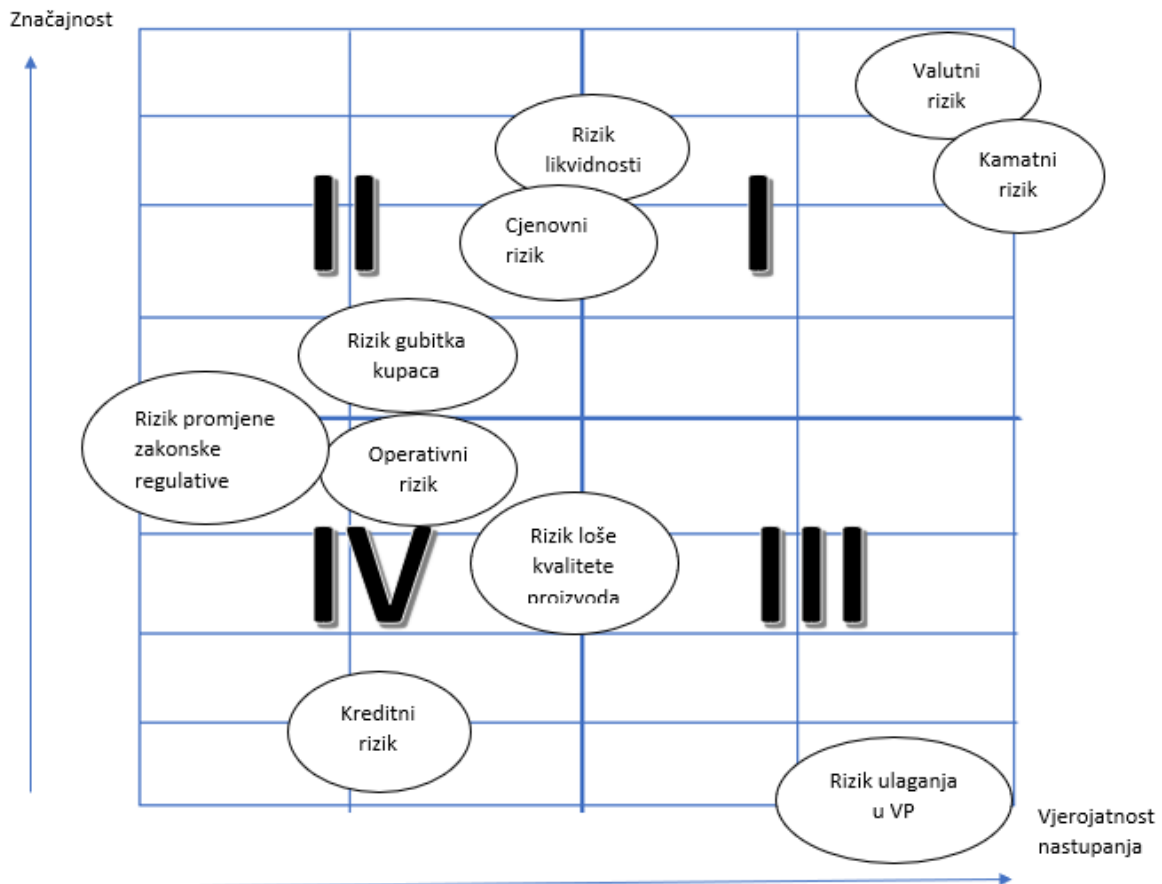 Značajnost
Valutni
rizik
Rizik
likvidnosti
Kamatni
rizik
II
I
Cjenovni
rizik
Rizik gubitka
kupaca
Rizik promjene
zakonske
regulative
Operativni
rizik
IV
Rizik loše
kvalitete
proizvoda
III
Kreditni
rizik
Rizik ulaganja
u VP
Vjerojatnost
nastupanja